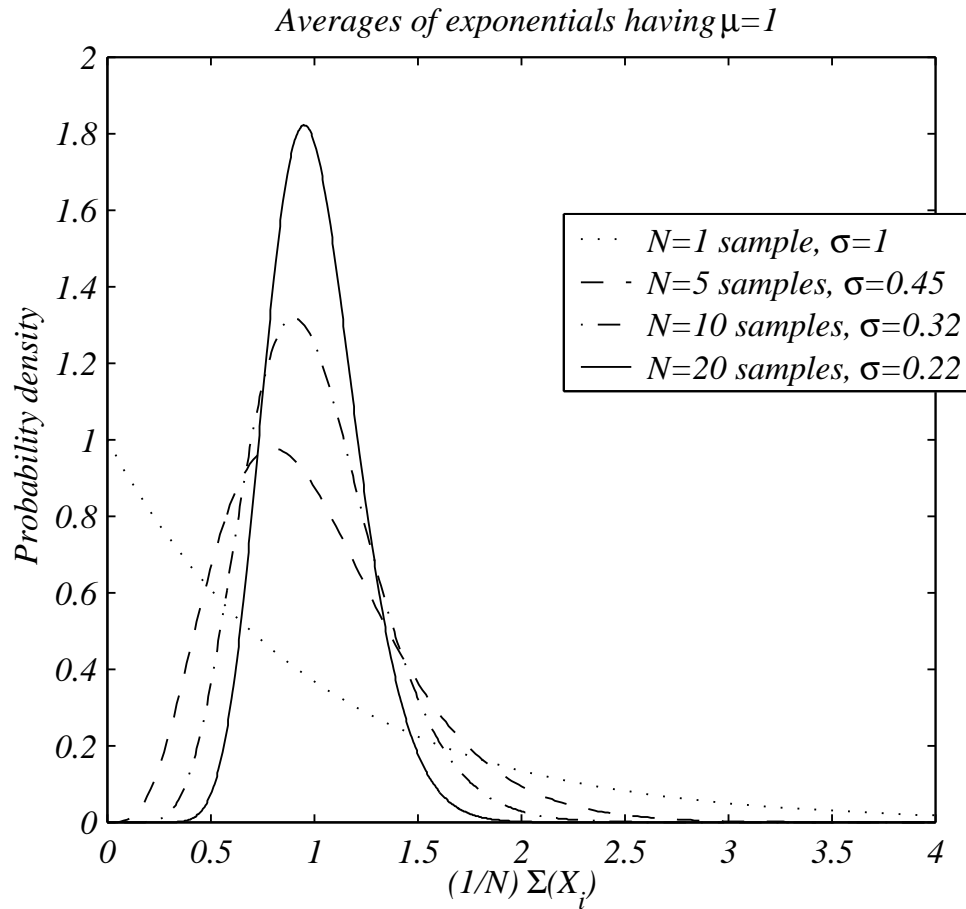 Averages of exponentials having μ=1
2
1.8
1.6
1.4
1.2
1
0.8
0.6
0.4
0.2
0
Probability density
N=1 sample, σ=1
N=5 samples, σ=0.45
N=10 samples, σ=0.32
N=20 samples, σ=0.22
0 0.5 1 1.5 2 2.5 3 3.5 4
(1/N) Σ(X_i)